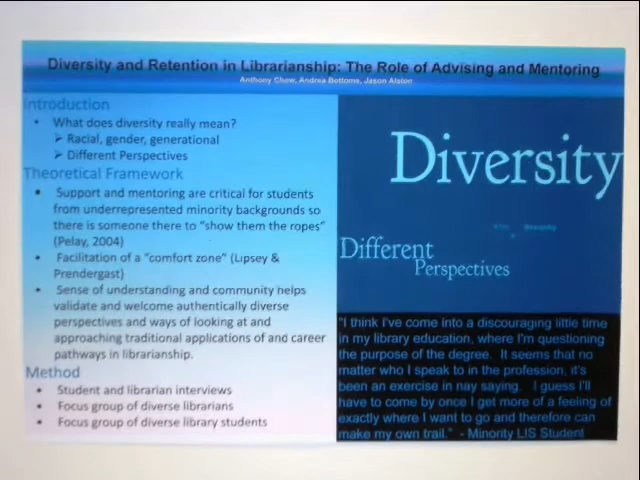 Diversity and Retention in Librarianship: The Role of Advising and Mentoring
Anthony Chow, Andrea Bottoms, Jason Alston
Introduction
• What does diversity really mean?
➢ Racial, gender, generational
➢ Different Perspectives
Theoretical Framework
• Support and mentoring are critical for students
from underrepresented minority backgrounds so
there is someone there to "show them the ropes"
(Pelay, 2004)
• Facilitation of a "comfort zone" (Lipsey &
Prendergast)
• Sense of understanding and community helps
validate and welcome authentically diverse
perspectives and ways of looking at and
approaching traditional applications of and career
pathways in librarianship.
Method
• Student and librarian interviews
• Focus group of diverse librarians
• Focus group of diverse library students
Diversity
Different
Perspectives
"I think I've come into a discouraging little time
in my library education, where I'm questioning
the purpose of the degree. It seems that no
matter who I speak to in the profession, it's
been an exercise in nay saying. I guess I'll
have to come by once I get more of a feeling of
exactly where I want to go and therefore can
make my own trail." - Minority LIS Student